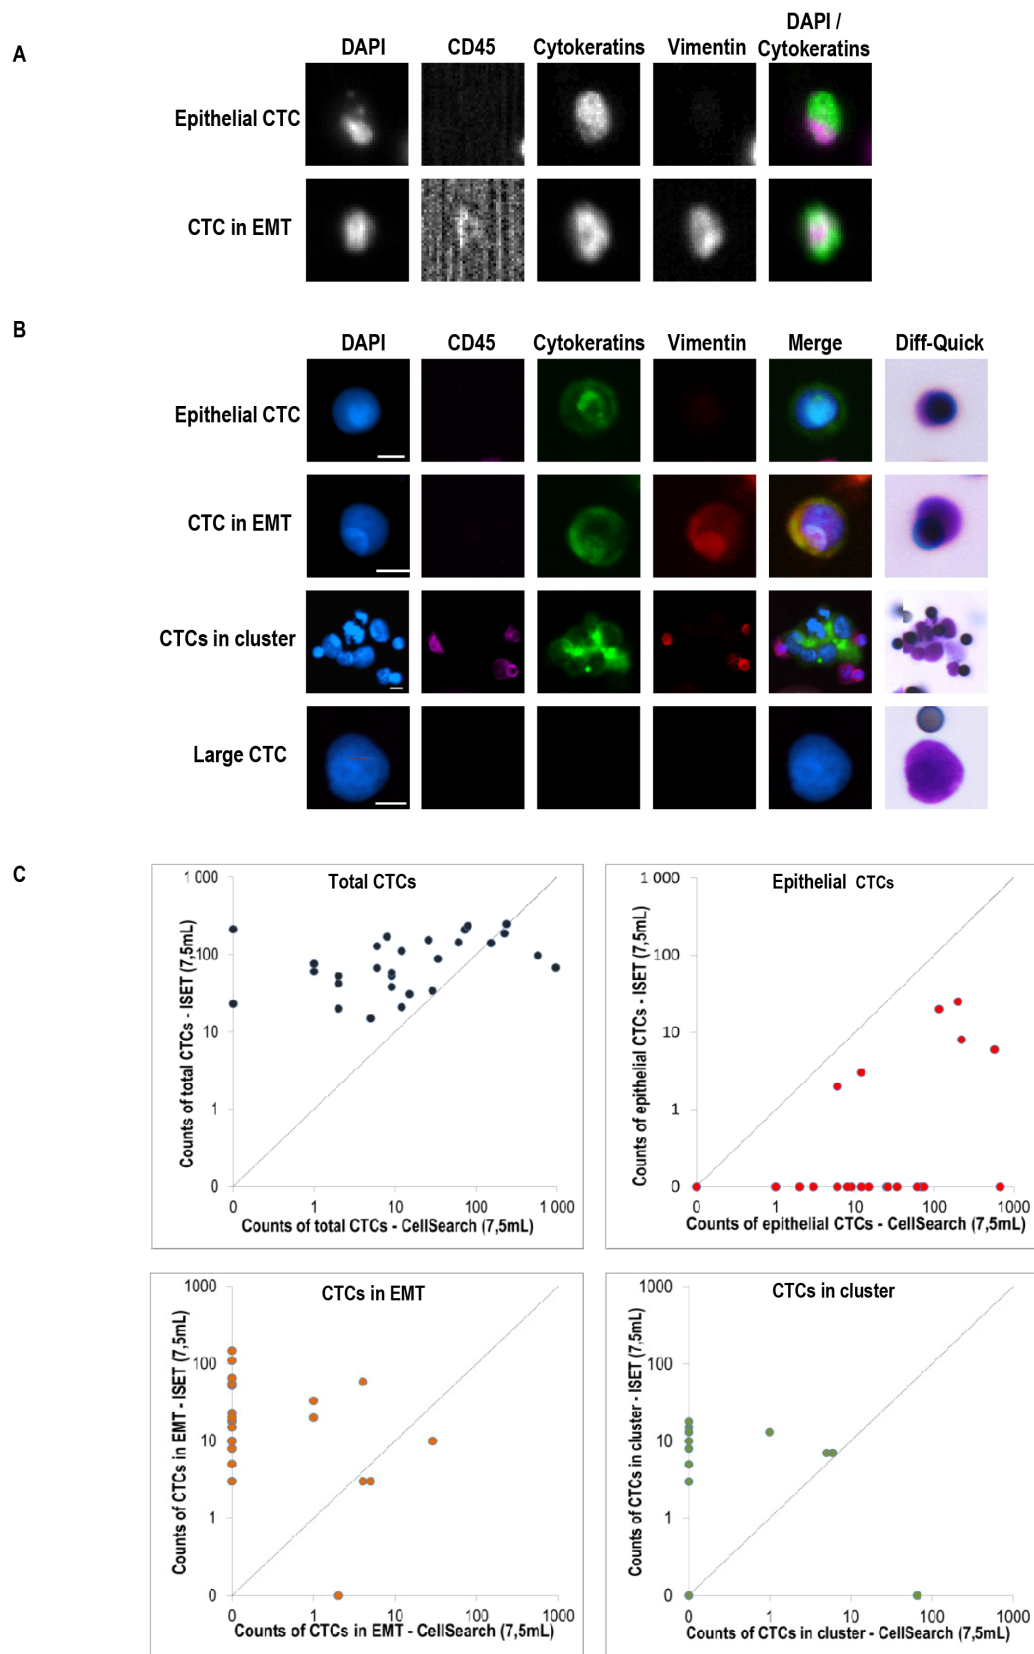 A
DAPI CD45 Cytokeratins Vimentin DAPI / Cytokeratins
Epithelial CTC
CTC in EMT
B
DAPI CD45 Cytokeratins Vimentin Merge Diff-Quick
Epithelial CTC
CTC in EMT
CTCs in cluster
Large CTC
C
Total CTCs
Counts of total CTCs - ISET (7,5mL)
1 000
100
10
1
0
0 1 10 100 1 000
Counts of total CTCs - CellSearch (7,5mL)
Epithelial CTCs
Counts of epithelial CTCs - ISET (7,5mL)
1 000
100
10
1
0
0 1 10 100 1000
Counts of epithelial CTCs - CellSearch (7,5mL)
CTCs in EMT
Counts of CTCs in EMT - ISET (7,5mL)
1000
100
10
1
0
0 1 10 100 1 000
Counts of CTCs in EMT - CellSearch (7,5mL)
CTCs in cluster
Counts of CTCs in cluster - ISET (7,5mL)
1000
100
10
1
0
0 1 10 100 1000
Counts of CTCs in cluster - CellSearch (7,5mL)